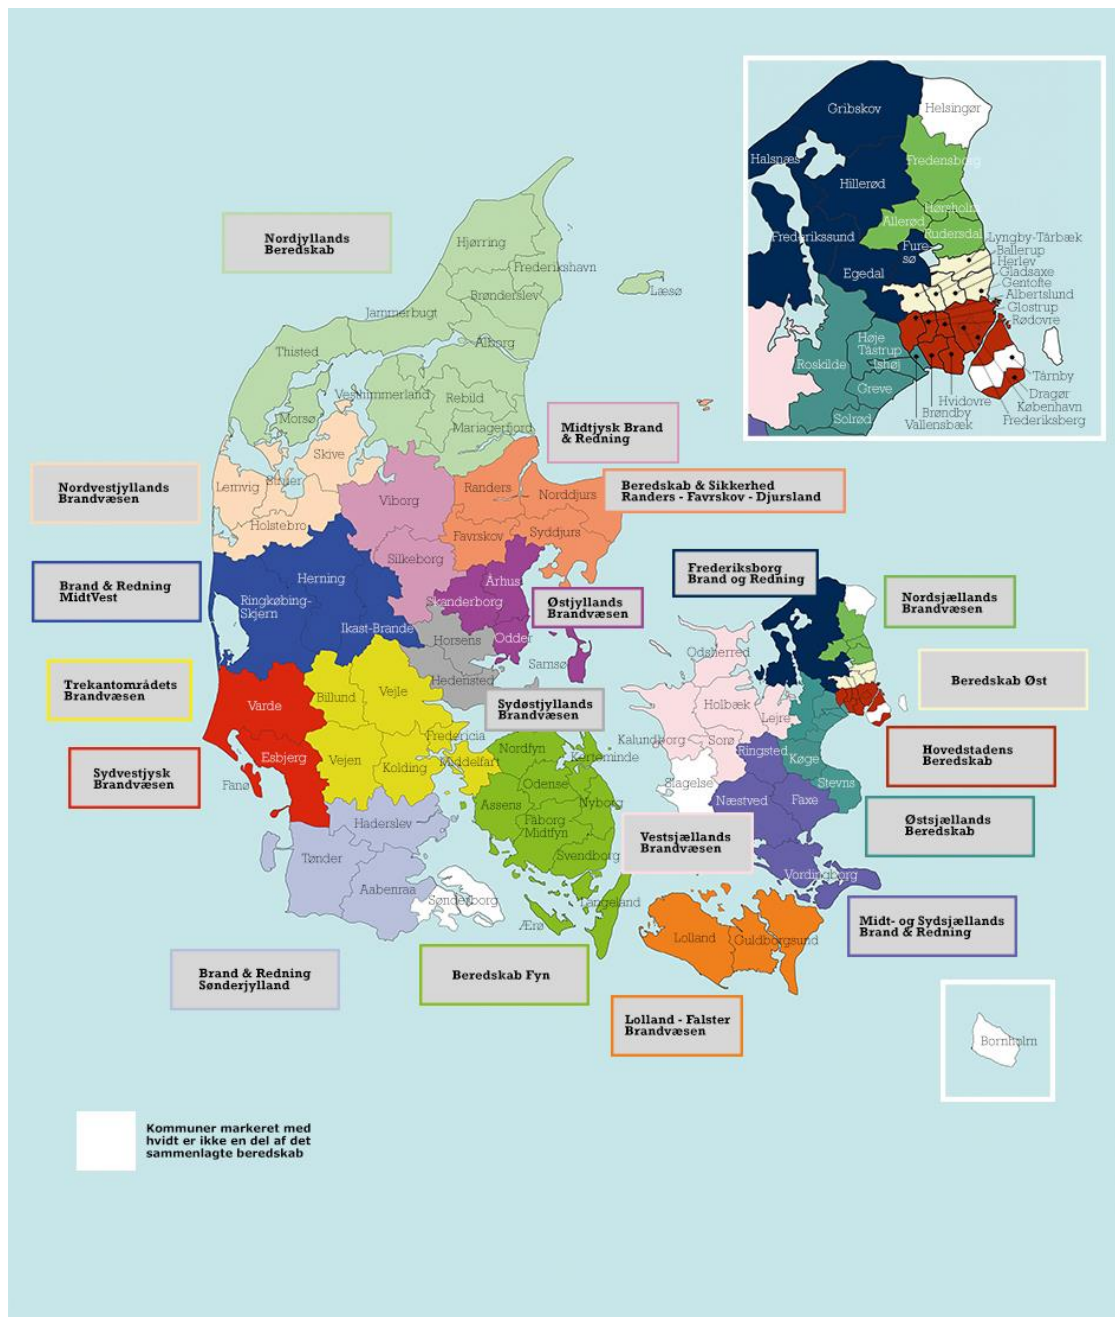 Gribskov
Helsingør
Halsnæs
Fredensborg
Hillerød
Hørsholm
Allerød
Frederikssund
Rudersdal
Fure
sø
Lyngby-Tårbæk
Ballerup
Herlev
Gladsaxe
Gentofte
Albertslund
Glostrup
Rødovre
Egedal
Høje
Tåstrup
Ishøj
Roskilde
Greve
Solrød
Tårnby
Dragør
Hvidovre
København
Brøndby
Frederiksberg
Vallensbæk
Nordjyllands
Beredskab
Hjørring
Frederikshavn
Læsø
Brønderslev
Jammerbugt
Ålborg
Thisted
Vesthimmerland
Rebild
Morsø
Mariagerfjord
Midtjysk Brand
& Redning
Skive
Nordvestjyllands
Brandvæsen
Lemvig
Struer
Holstebro
Viborg
Randers
Norddjurs
Beredskab & Sikkerhed
Randers - Favrskov - Djursland
Favrskov
Syddjurs
Silkeborg
Brand & Redning
MidtVest
Herning
Ringkøbing-
Skjern
Ikast-Brande
Århus
Skanderborg
Østjyllands
Brandvæsen
Odder
Horsens
Samsø
Hedensted
Frederiksborg
Brand og Redning
Nordsjællands
Brandvæsen
Beredskab Øst
Trekantområdets
Brandvæsen
Billund
Vejle
Varde
Sydøstjyllands
Brandvæsen
Odsherred
Holbæk
Lejre
Kalundborg
Sorø
Ringsted
Køge
Hovedstadens
Beredskab
Sydvestjysk
Brandvæsen
Esbjerg
Fanø
Vejen
Kolding
Fredericia
Middelfart
Nordfyn
Kerteminde
Odense
Assens
Nyborg
Fåborg
Midtfyn
Svendborg
Slagelse
Næstved
Faxe
Stevns
Østsjællands
Beredskab
Vestsjællands
Brandvæsen
Haderslev
Tønder
Aabenraa
Sønderborg
Langeland
Ærø
Vordingborg
Midt- og Sydsjællands
Brand & Redning
Lolland
Guldborgsund
Brand & Redning
Sønderjylland
Beredskab Fyn
Lolland - Falster
Brandvæsen
Bornholm
Kommuner markeret med
hvidt er ikke en del af det
sammenlagte beredskab